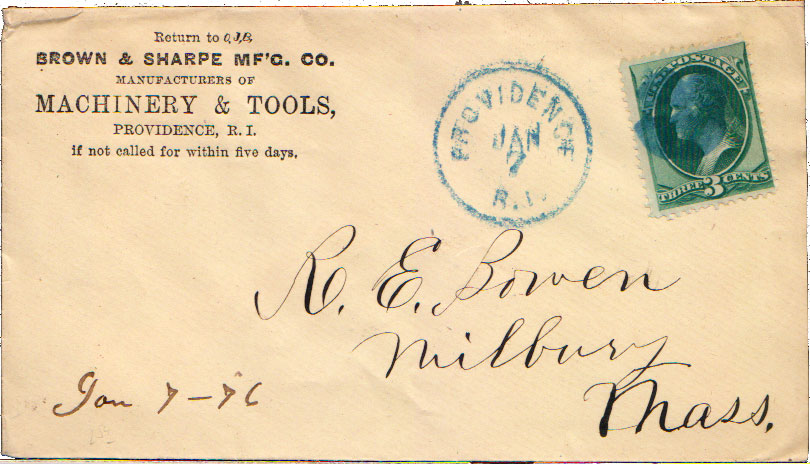 Return to O.J.B.
BROWN & SHARPE MF'G. CO.
MANUFACTURERS OF
MACHINERY & TOOLS,
PROVIDENCE, R. I.
if not called for within five days.
PROVIDENCE
JAN
7
R.I.
U.S. POSTAGE
THREE 3 CENTS
R. E. Bowen
Milbury
Mass.
Jan 7-76